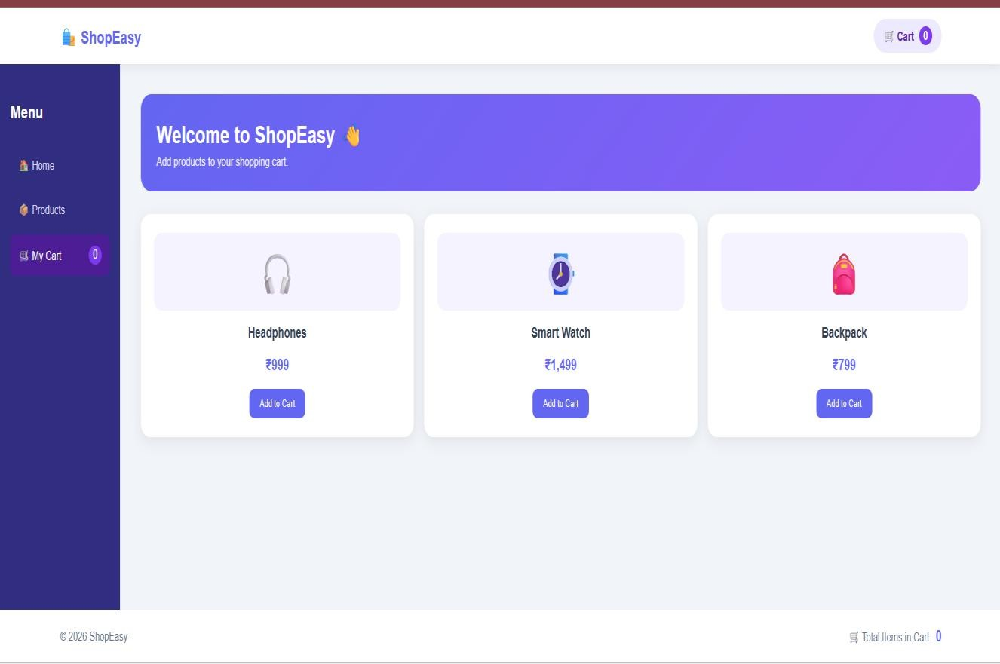 ShopEasy
Cart 0
Menu
Home
Products
My Cart 0
Welcome to ShopEasy
Add products to your shopping cart.
Headphones
₹999
Add to Cart
Smart Watch
₹1,499
Add to Cart
Backpack
₹799
Add to Cart
© 2026 ShopEasy
Total Items in Cart: 0